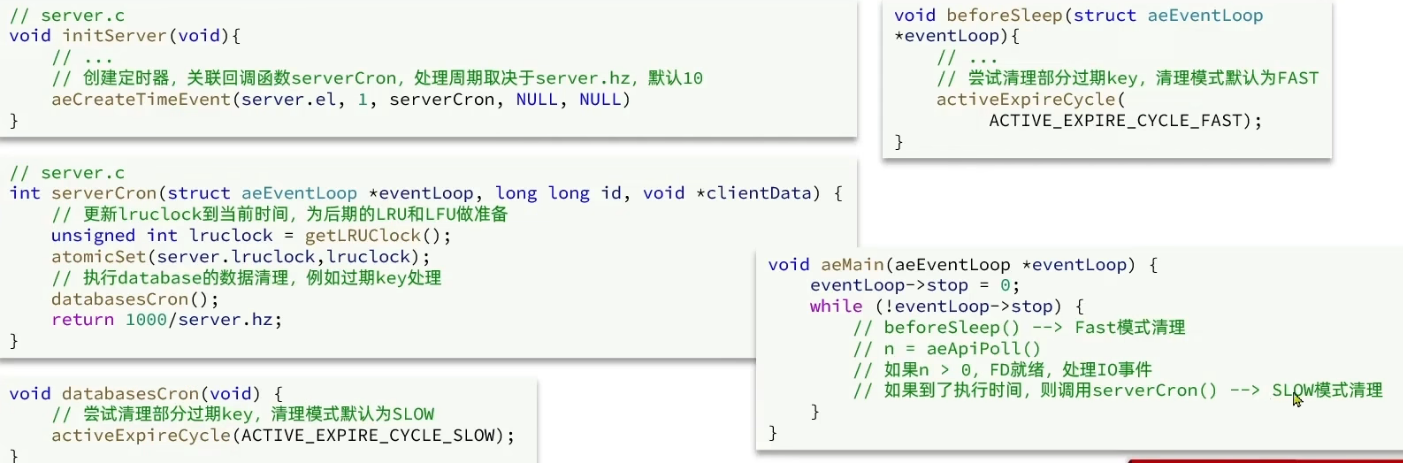 // server.c
void initServer(void){
// ...
// 创建定时器，关联回调函数serverCron，处理周期取决于server.hz，默认10
aeCreateTimeEvent(server.el, 1, serverCron, NULL, NULL)
}
// server.c
int serverCron(struct aeEventLoop *eventLoop, long long id, void *clientData) {
// 更新lruclock到当前时间，为后期的LRU和LFU做准备
unsigned int lruclock = getLRUClock();
atomicSet(server.lruclock,lruclock);
// 执行database的数据清理，例如过期key处理
databasesCron();
return 1000/server.hz;
}
void databasesCron(void) {
// 尝试清理部分过期key，清理模式默认为SLOW
activeExpireCycle(ACTIVE_EXPIRE_CYCLE_SLOW);
}
void beforeSleep(struct aeEventLoop
*eventLoop){
// ...
// 尝试清理部分过期key，清理模式默认为FAST
activeExpireCycle(
ACTIVE_EXPIRE_CYCLE_FAST);
}
void aeMain(aeEventLoop *eventLoop) {
eventLoop->stop = 0;
while (!eventLoop->stop) {
// beforeSleep() --> Fast模式清理
// n = aeApiPoll()
// 如果n > 0，FD就绪，处理IO事件
// 如果到了执行时间，则调用serverCron() --> SLOW模式清理
}
}